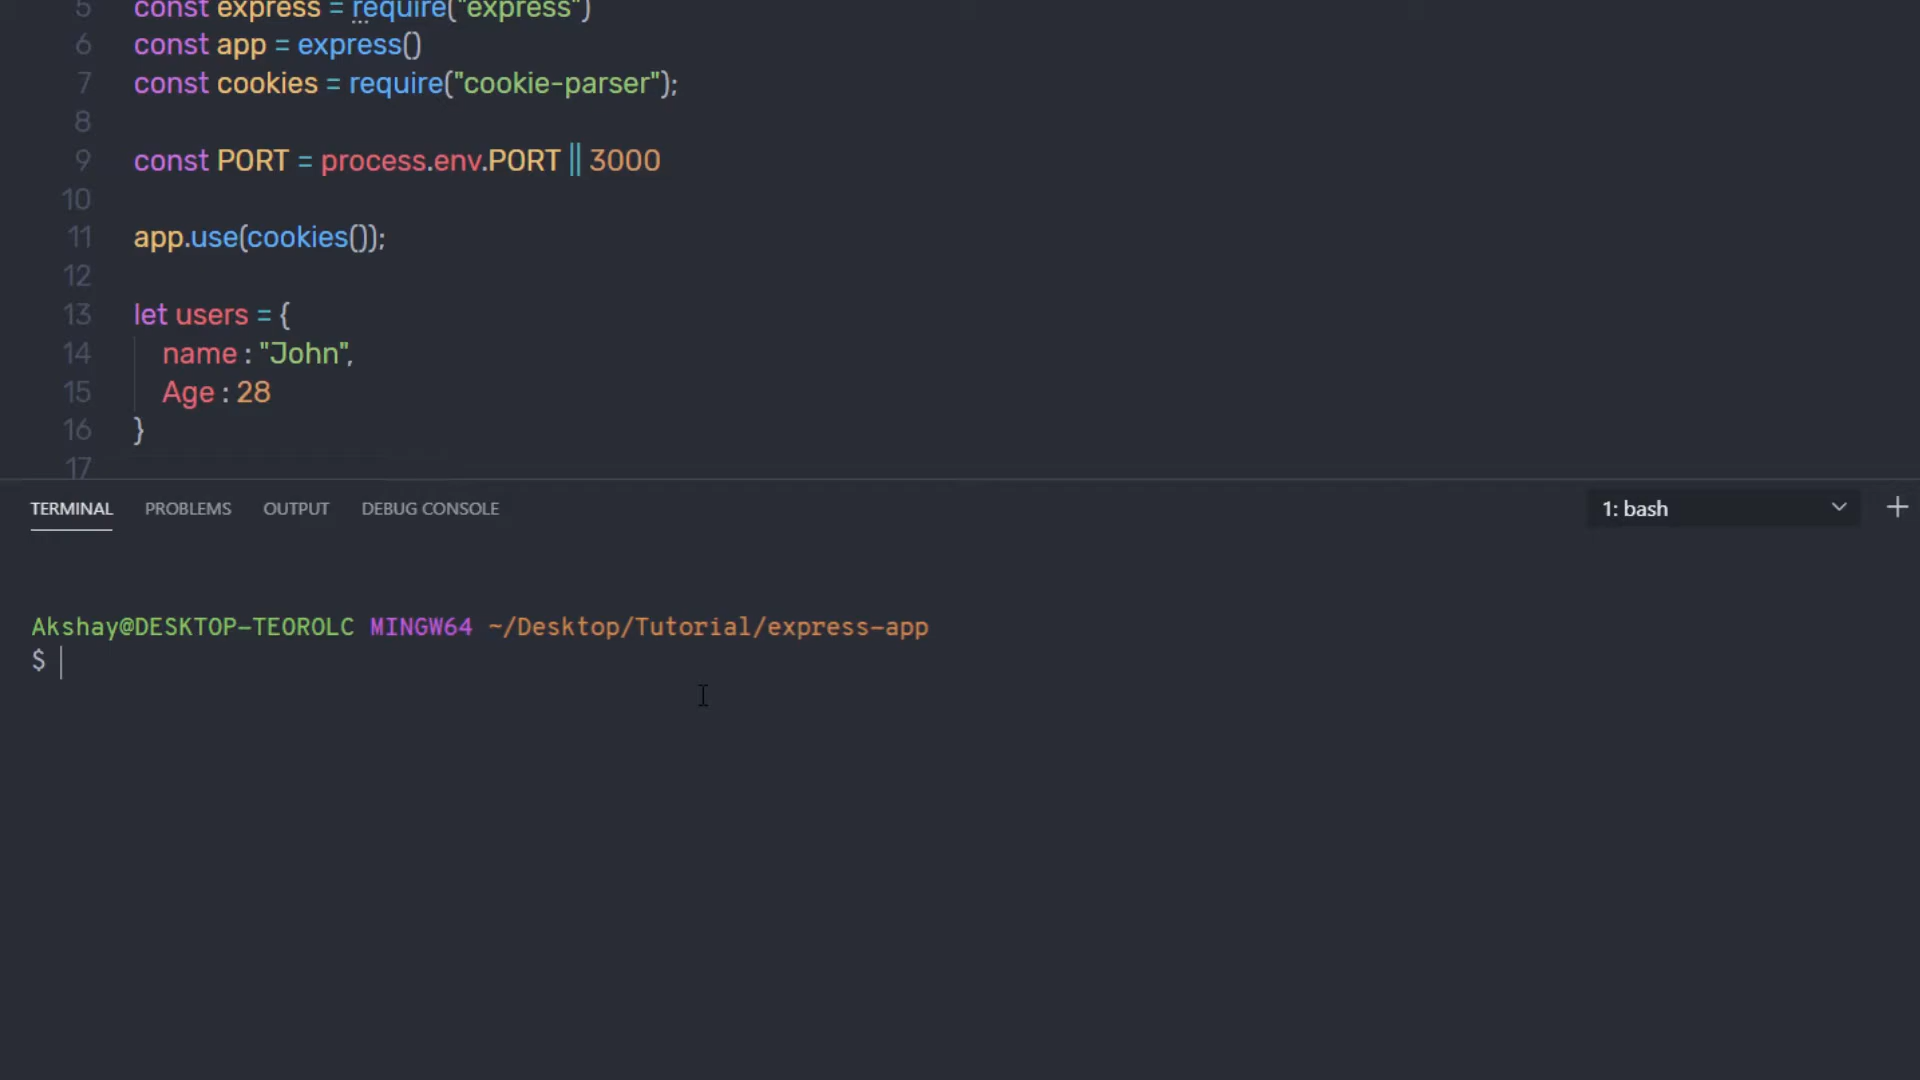 5 const express = require("express")
6 const app = express()
7 const cookies = require("cookie-parser");
8
9 const PORT = process.env.PORT || 3000
10
11 app.use(cookies());
12
13 let users = {
14 name : "John",
15 Age : 28
16 }
17
TERMINAL PROBLEMS OUTPUT DEBUG CONSOLE 1: bash
Akshay@DESKTOP-TEOROLC MINGW64 ~/Desktop/Tutorial/express-app
$